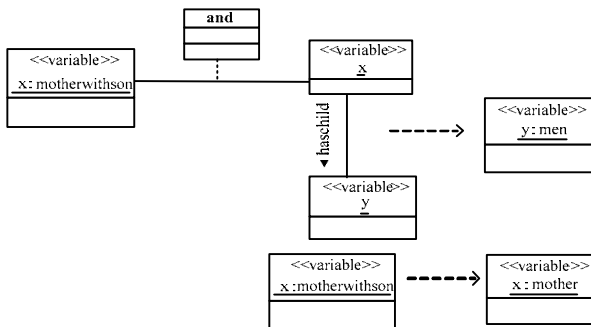 and
<<variable>>
x:motherwithson
<<variable>>
x
haschild
<<variable>>
y:men
<<variable>>
y
<<variable>>
x:motherwithson
<<variable>>
x:mother